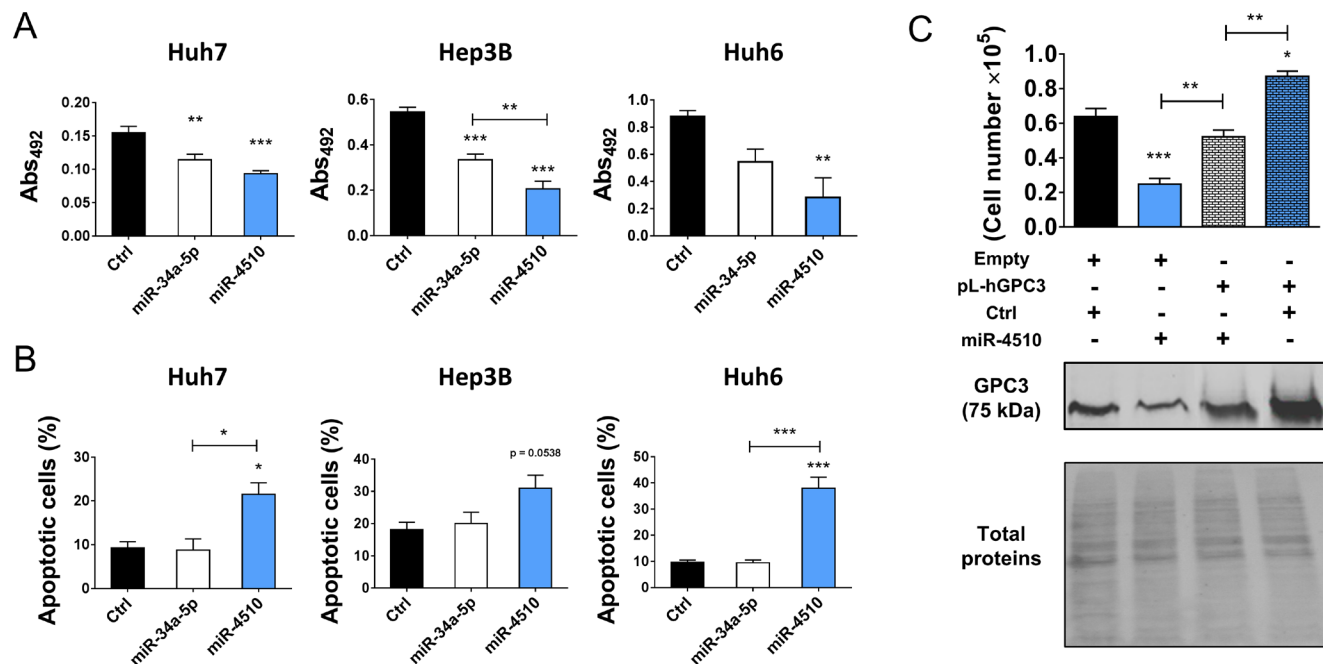 A
Huh7
Hep3B
Huh6
**
***
***
**
***
**
Abs492
0.20
0.15
0.10
0.05
0.00
Abs492
0.6
0.4
0.2
0.0
Abs492
1.0
0.8
0.6
0.4
0.2
0.0
Ctrl
miR-34a-5p
miR-4510
Ctrl
miR-34a-5p
miR-4510
Ctrl
miR-34-5p
miR-4510
B
Huh7
Hep3B
Huh6
*
*
p = 0.0538
***
***
Apoptotic cells (%)
30
20
10
0
Apoptotic cells (%)
40
30
20
10
0
Apoptotic cells (%)
50
40
30
20
10
0
Ctrl
miR-34a-5p
miR-4510
Ctrl
miR-34a-5p
miR-4510
Ctrl
miR-34a-5p
miR-4510
C
**
*
**
***
(Cell number ×10⁵)
1.0
0.8
0.6
0.4
0.2
0.0
Empty + + - -
pL-hGPC3 - - + +
Ctrl + - - +
miR-4510 - + + -
GPC3
(75 kDa)
Total
proteins